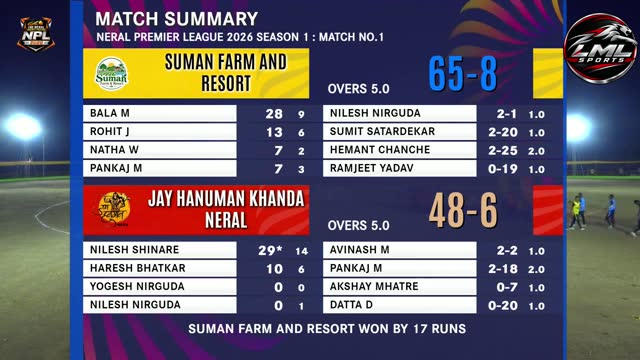 MATCH SUMMARY
NERAL PREMIER LEAGUE 2026 SEASON 1 : MATCH NO.1
NPL
LML
SPORTS
SUMAN FARM AND
RESORT
OVERS 5.0
65-8
Suman
BALA M 28 9
ROHIT J 13 6
NATHA W 7 2
PANKAJ M 7 3
NILESH NIRGUDA 2-1 1.0
SUMIT SATARDEKAR 2-20 1.0
HEMANT CHANCHE 2-25 2.0
RAMJEET YADAV 0-19 1.0
JAY HANUMAN KHANDA
NERAL
OVERS 5.0
48-6
NILESH SHINARE 29* 14
HARESH BHATKAR 10 6
YOGESH NIRGUDA 0 0
NILESH NIRGUDA 0 1
AVINASH M 2-2 1.0
PANKAJ M 2-18 2.0
AKSHAY MHATRE 0-7 1.0
DATTA D 0-20 1.0
SUMAN FARM AND RESORT WON BY 17 RUNS